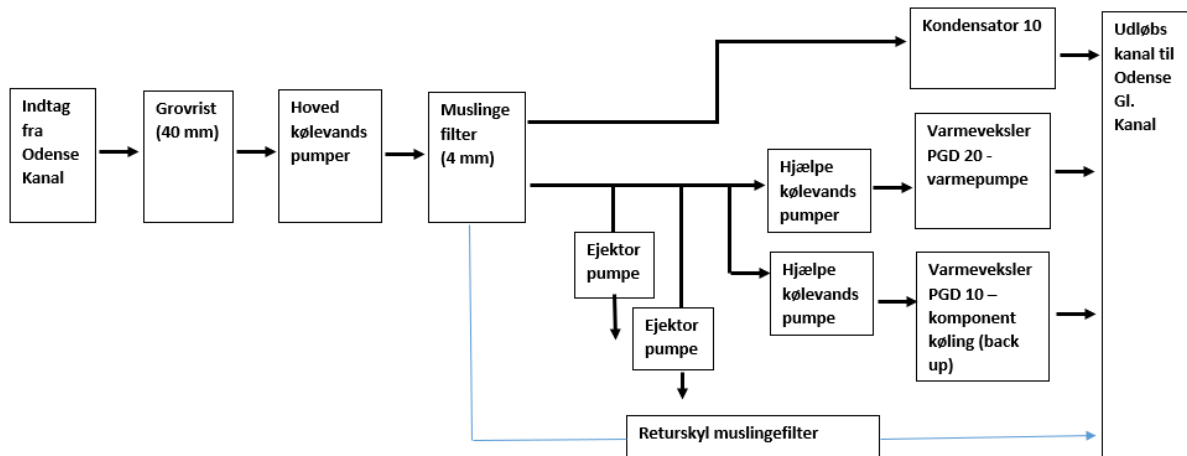 Indtag
fra
Odense
Kanal
Grovrist
(40 mm)
Hoved
kølevands
pumper
Muslinge
filter
(4 mm)
Kondensator 10
Hjælpe
kølevands
pumper
Varmeveksler
PGD 20 -
varmepumpe
Ejektor
pumpe
Hjælpe
kølevands
pumpe
Varmeveksler
PGD 10 –
komponent
køling (back
up)
Ejektor
pumpe
Returskyl muslingefilter
Udløbs
kanal til
Odense
Gl.
Kanal